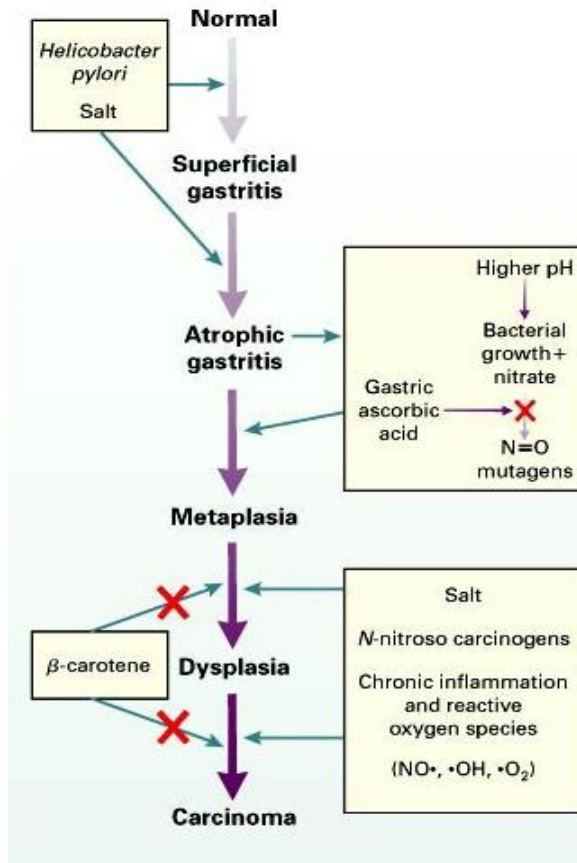 Normal
Helicobacter
pylori
Salt
Superficial
gastritis
Atrophic
gastritis
Higher pH
Bacterial
growth+
nitrate
Gastric
ascorbic
acid
N=O
mutagens
Metaplasia
β-carotene
Dysplasia
Salt
N-nitroso carcinogens
Chronic inflammation
and reactive
oxygen species
(NO•, •OH, •O₂)
Carcinoma